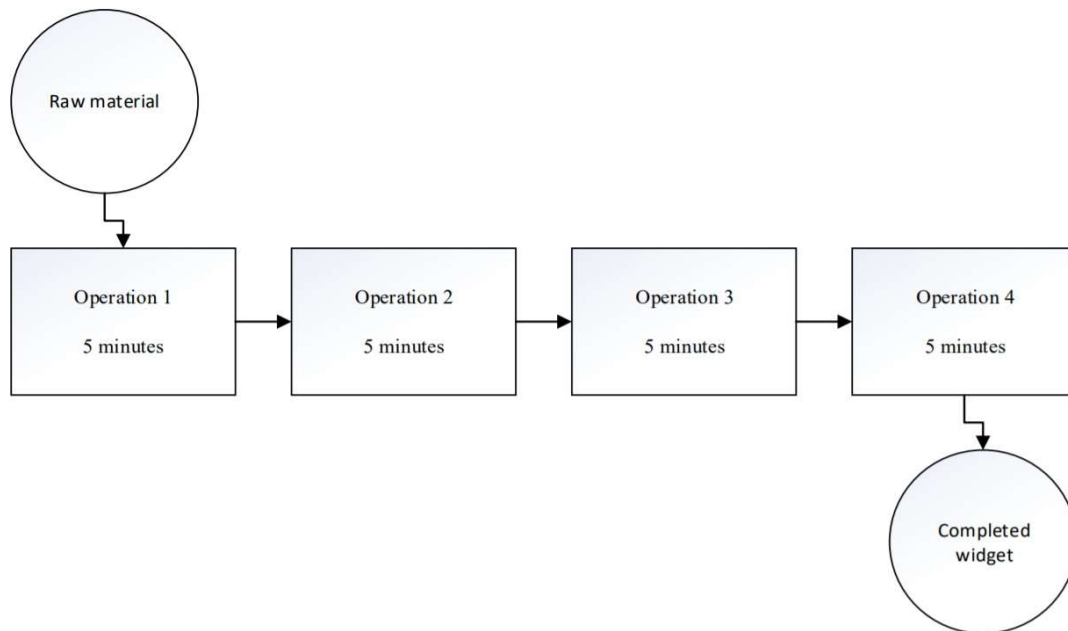 Raw material
Operation 1
5 minutes
Operation 2
5 minutes
Operation 3
5 minutes
Operation 4
5 minutes
Completed
widget